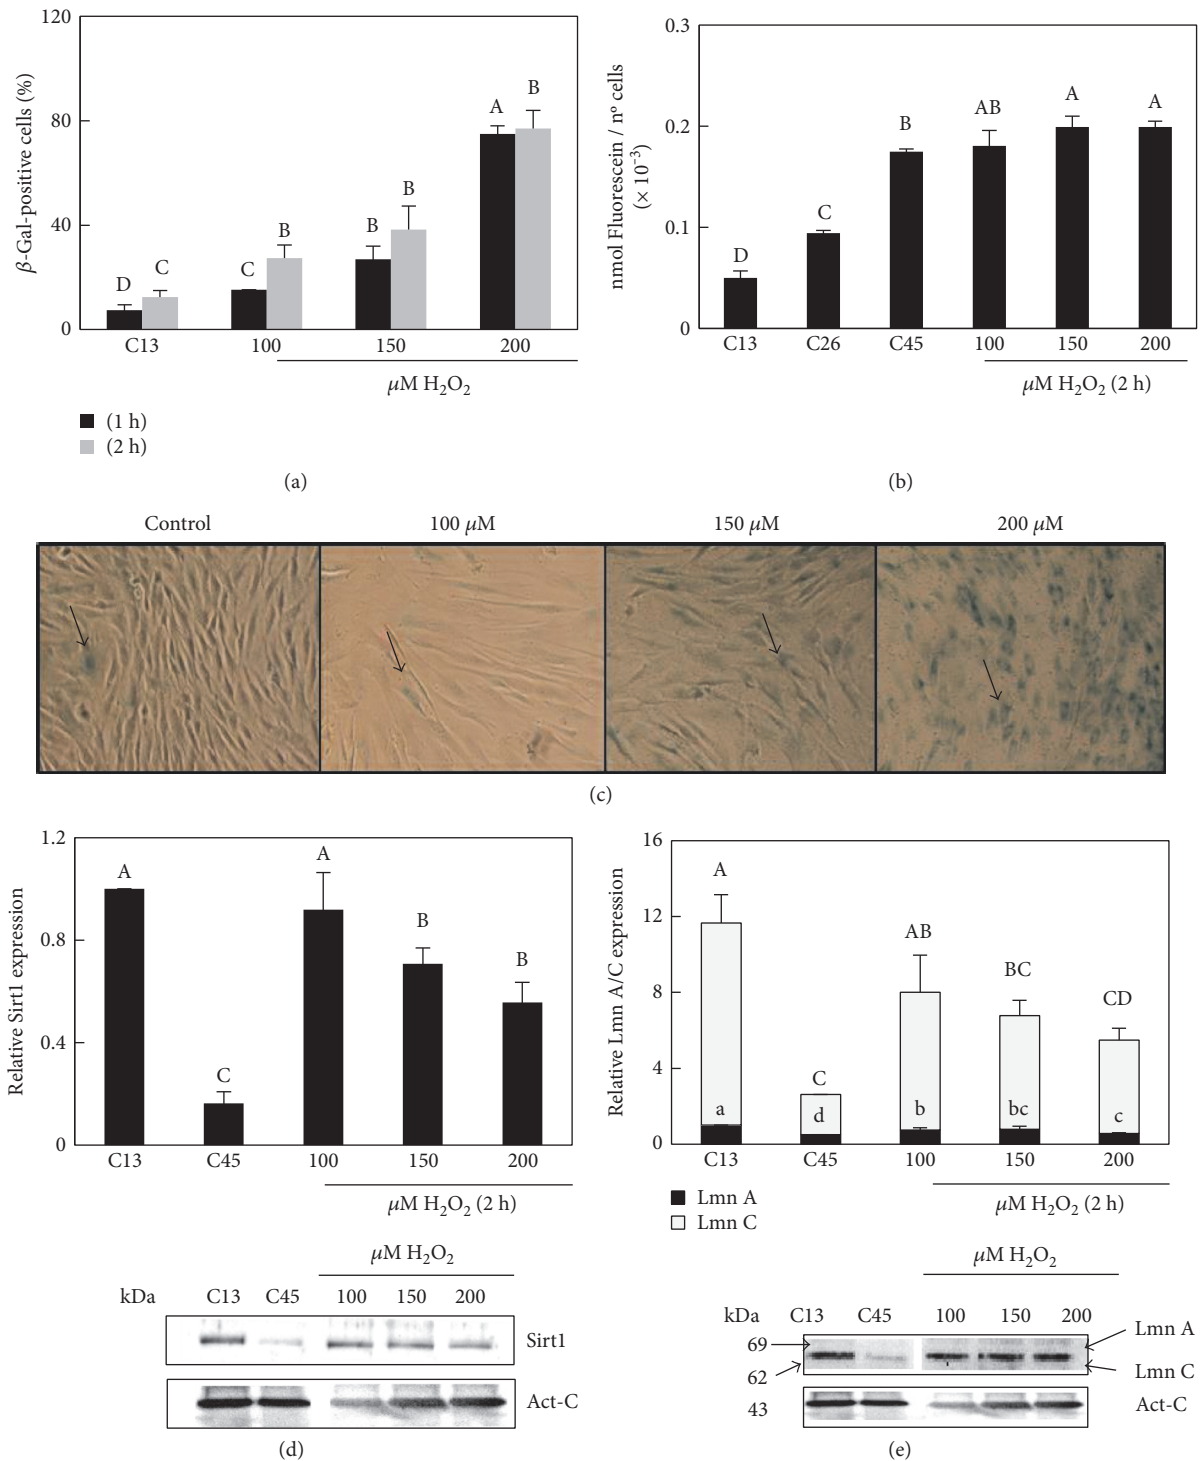 120
80
40
0
β-Gal-positive cells (%)
D
C
C
B
B
B
A
B
C13
100
150
200
μM H₂O₂
(1 h)
(2 h)
(a)
0.3
0.2
0.1
0
nmol Fluorescein / nº cells
(× 10⁻³)
D
C
B
AB
A
A
C13
C26
C45
100
150
200
μM H₂O₂ (2 h)
(b)
Control
100 μM
150 μM
200 μM
(c)
1.2
0.8
0.4
0
Relative Sirt1 expression
A
C
A
B
B
C13
C45
100
150
200
μM H₂O₂ (2 h)
μM H₂O₂
kDa
C13
C45
100
150
200
Sirt1
Act-C
(d)
16
12
8
4
0
Relative Lmn A/C expression
A
C
AB
BC
CD
a
d
b
bc
c
C13
C45
100
150
200
Lmn A
Lmn C
μM H₂O₂ (2 h)
μM H₂O₂
kDa
C13
C45
100
150
200
69
62
43
Lmn A
Lmn C
Act-C
(e)